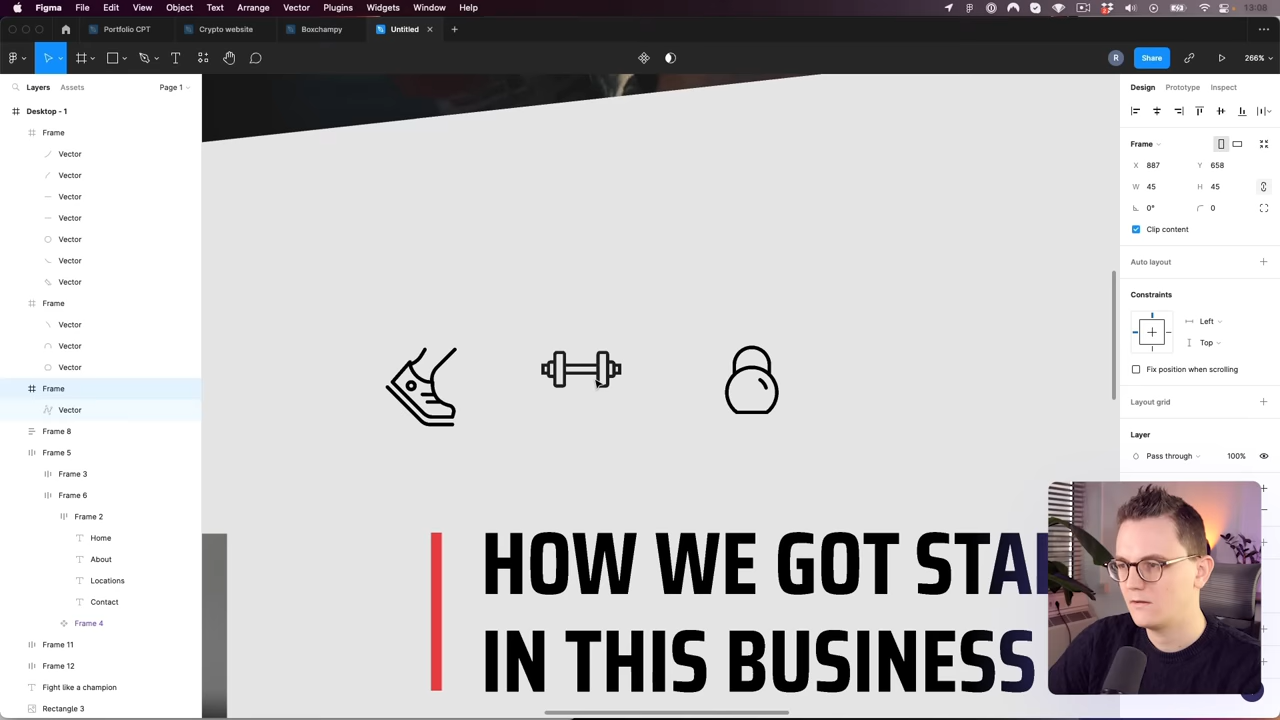 Figma File Edit View Object Text Arrange Vector Plugins Widgets Window Help 13:08
Portfolio CPT Crypto website Boxchamp Untitled
R Share 266%
Layers Assets Page 1
Design Prototype Inspect
Desktop - 1
Frame
Vector
Vector
Vector
Vector
Vector
Vector
Vector
Frame
Vector
Vector
Vector
Frame
Vector
Frame 8
Frame 5
Frame 3
Frame 6
Frame 2
Home
About
Locations
Contact
Frame 4
Frame 11
Frame 12
Fight like a champion
Rectangle 3
HOW WE GOT STA
IN THIS BUSINESS
Frame
X 887 Y 658
W 45 H 45
0° 0
Clip content
Auto layout
Constraints
Left
Top
Fix position when scrolling
Layout grid
Layer
Pass through 100%